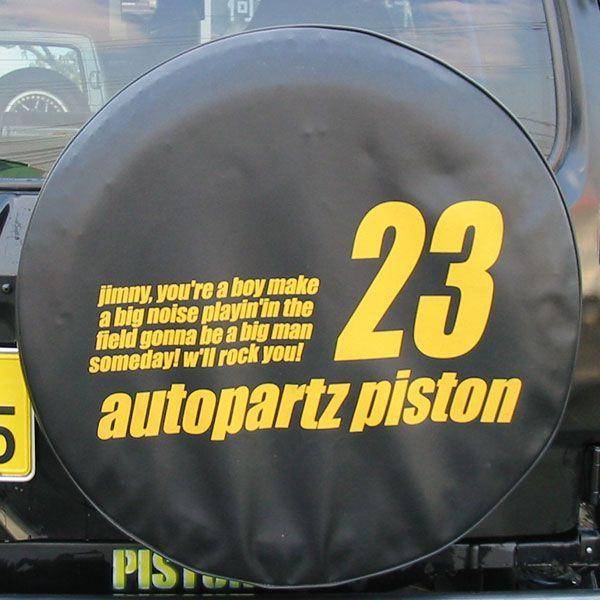 23
jimny, you're a boy make
a big noise playin'in the
field gonna be a big man
someday! w'll rock you!
autopartz piston
PISTON